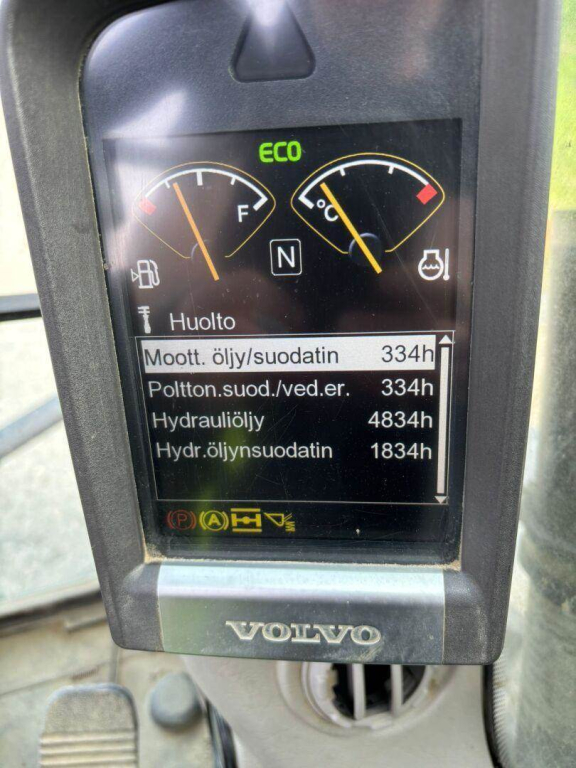 ECO
F
°C
N
Huolto
Moott. öljy/suodatin 334h
Poltton.suod./ved.er. 334h
Hydrauliöljy 4834h
Hydr.öljynsuodatin 1834h
P A
VOLVO